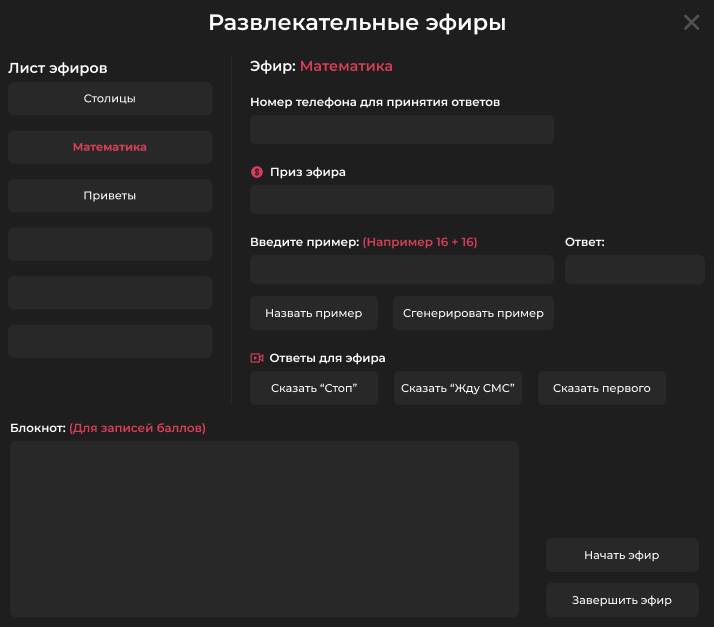 Развлекательные эфиры
Лист эфиров
Столицы
Математика
Приветы
Эфир: Математика
Номер телефона для принятия ответов
Приз эфира
Введите пример: (Например 16 + 16)
Ответ:
Назвать пример
Сгенерировать пример
Ответы для эфира
Сказать “Стоп”
Сказать “Жду СМС”
Сказать первого
Блокнот: (Для записей баллов)
Начать эфир
Завершить эфир